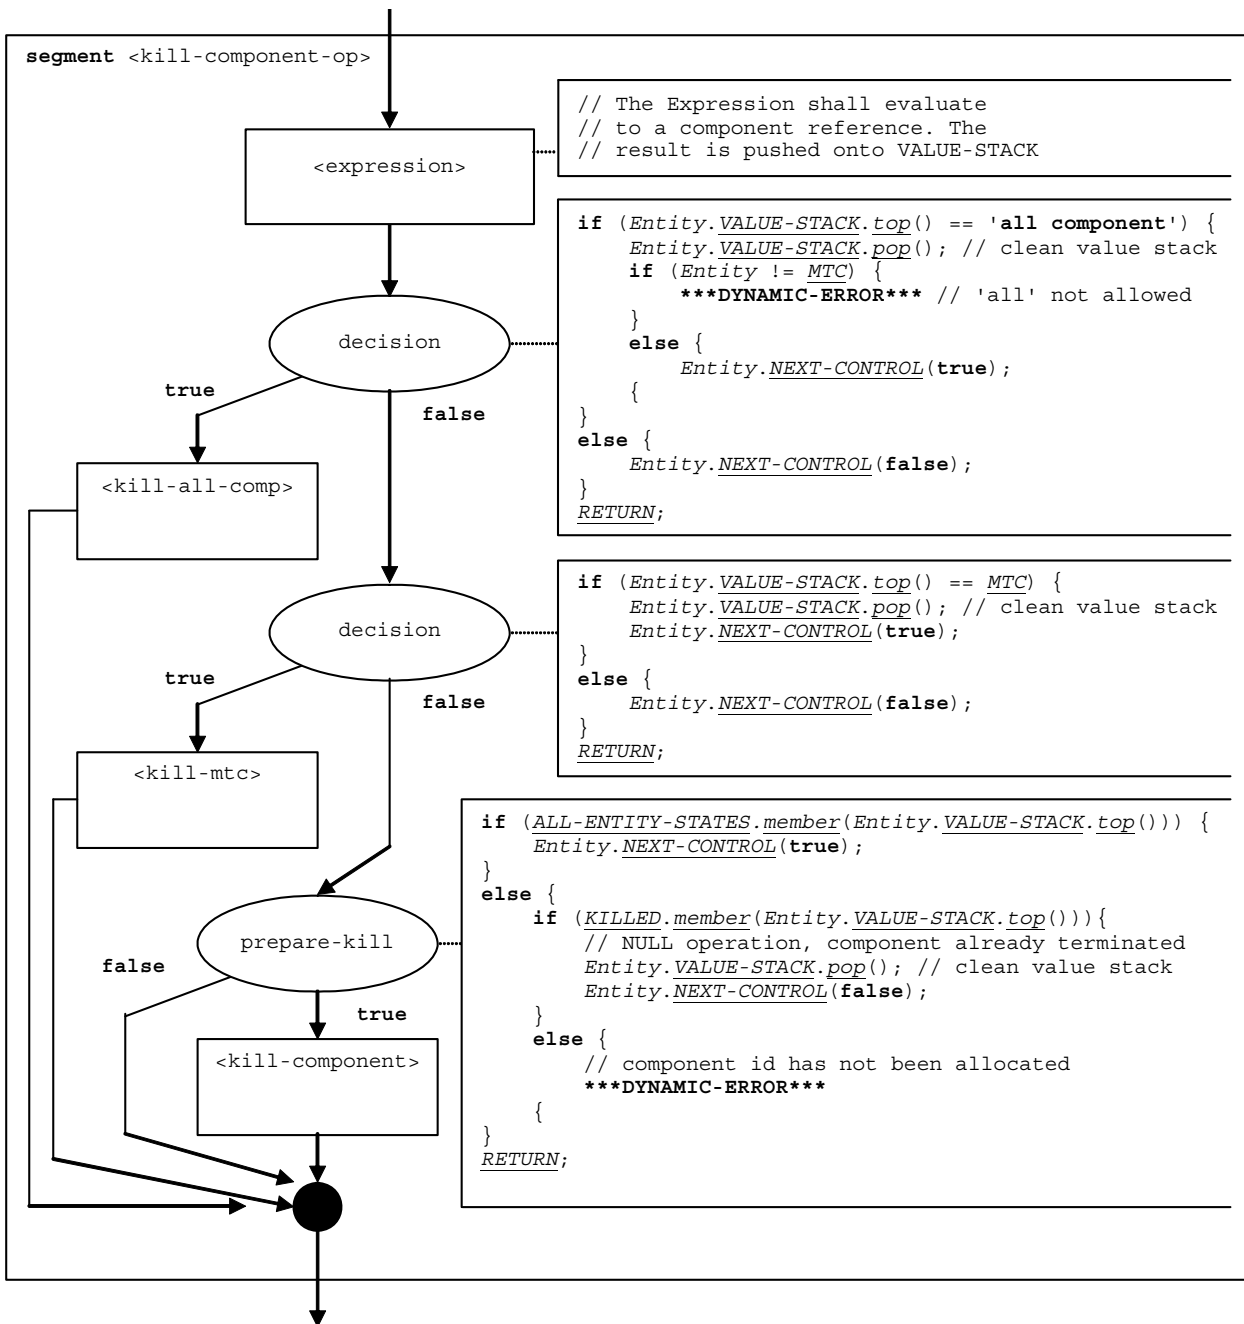 segment <kill-component-op>
// The Expression shall evaluate
// to a component reference. The
// result is pushed onto VALUE-STACK
<expression>
if (Entity.VALUE-STACK.top() == 'all component') {
Entity.VALUE-STACK.pop(); // clean value stack
if (Entity != MTC) {
***DYNAMIC-ERROR*** // 'all' not allowed
}
else {
Entity.NEXT-CONTROL(true);
{
}
else {
Entity.NEXT-CONTROL(false);
}
RETURN;
decision
true
false
<kill-all-comp>
if (Entity.VALUE-STACK.top() == MTC) {
Entity.VALUE-STACK.pop(); // clean value stack
Entity.NEXT-CONTROL(true);
}
else {
Entity.NEXT-CONTROL(false);
}
RETURN;
decision
true
false
<kill-mtc>
if (ALL-ENTITY-STATES.member(Entity.VALUE-STACK.top())) {
Entity.NEXT-CONTROL(true);
}
else {
if (KILLED.member(Entity.VALUE-STACK.top())){
// NULL operation, component already terminated
Entity.VALUE-STACK.pop(); // clean value stack
Entity.NEXT-CONTROL(false);
}
else {
// component id has not been allocated
***DYNAMIC-ERROR***
{
}
RETURN;
prepare-kill
false
true
<kill-component>